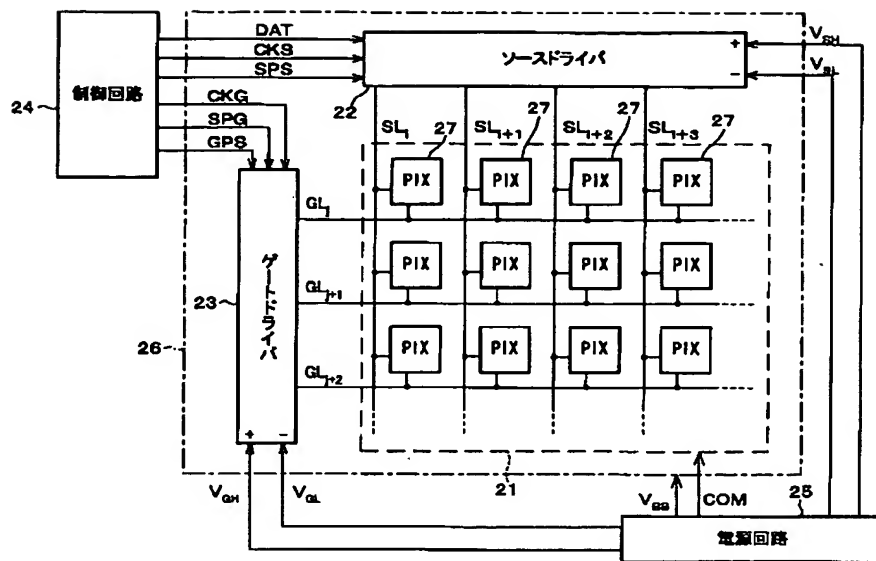 DAT
CKS
SPS
CKG
SPG
GPS
制御回路
24
ソースドライバ
+
−
V_SH
V_SL
22
SL_i
SL_i+1
SL_i+2
SL_i+3
27
27
27
27
PIX
PIX
PIX
PIX
GL_j
ゲートドライバ
23
PIX
PIX
PIX
PIX
GL_j+1
26
PIX
PIX
PIX
PIX
GL_j+2
+
−
21
V_GH
V_GL
COM
25
電源回路